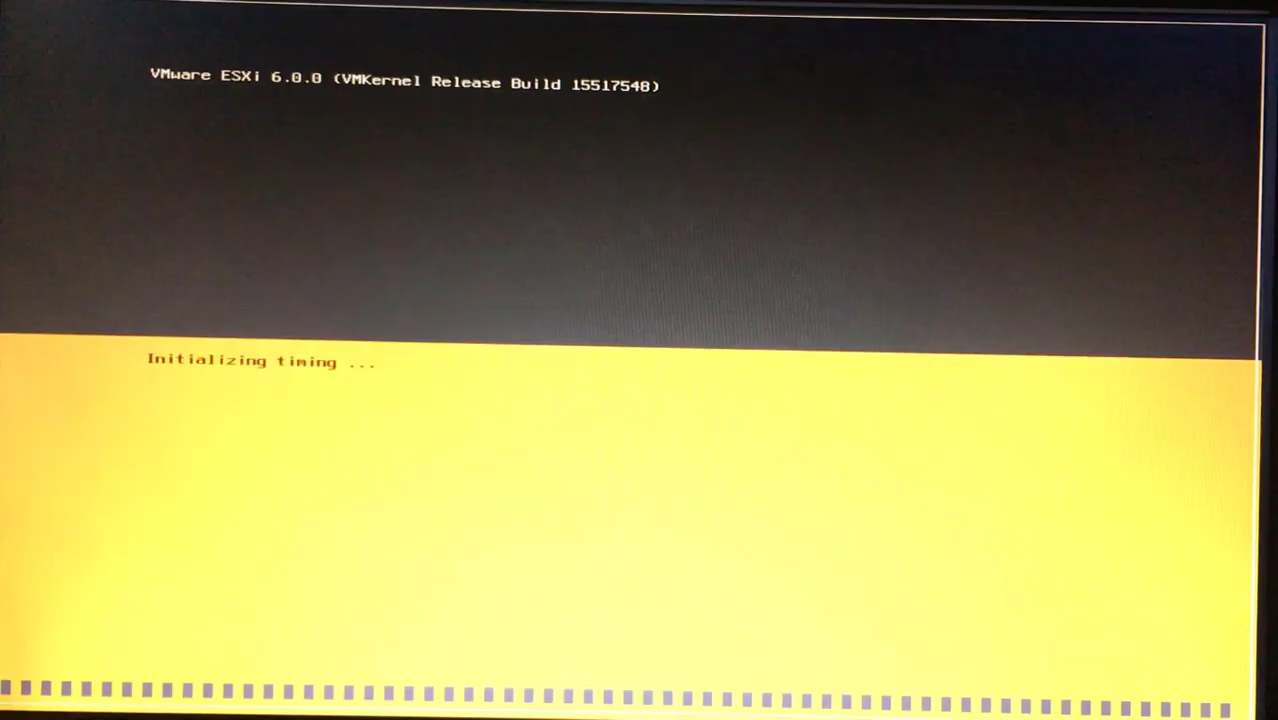 VMware ESXi 6.0.0 (VMKernel Release Build 15517548)
Initializing timing ...